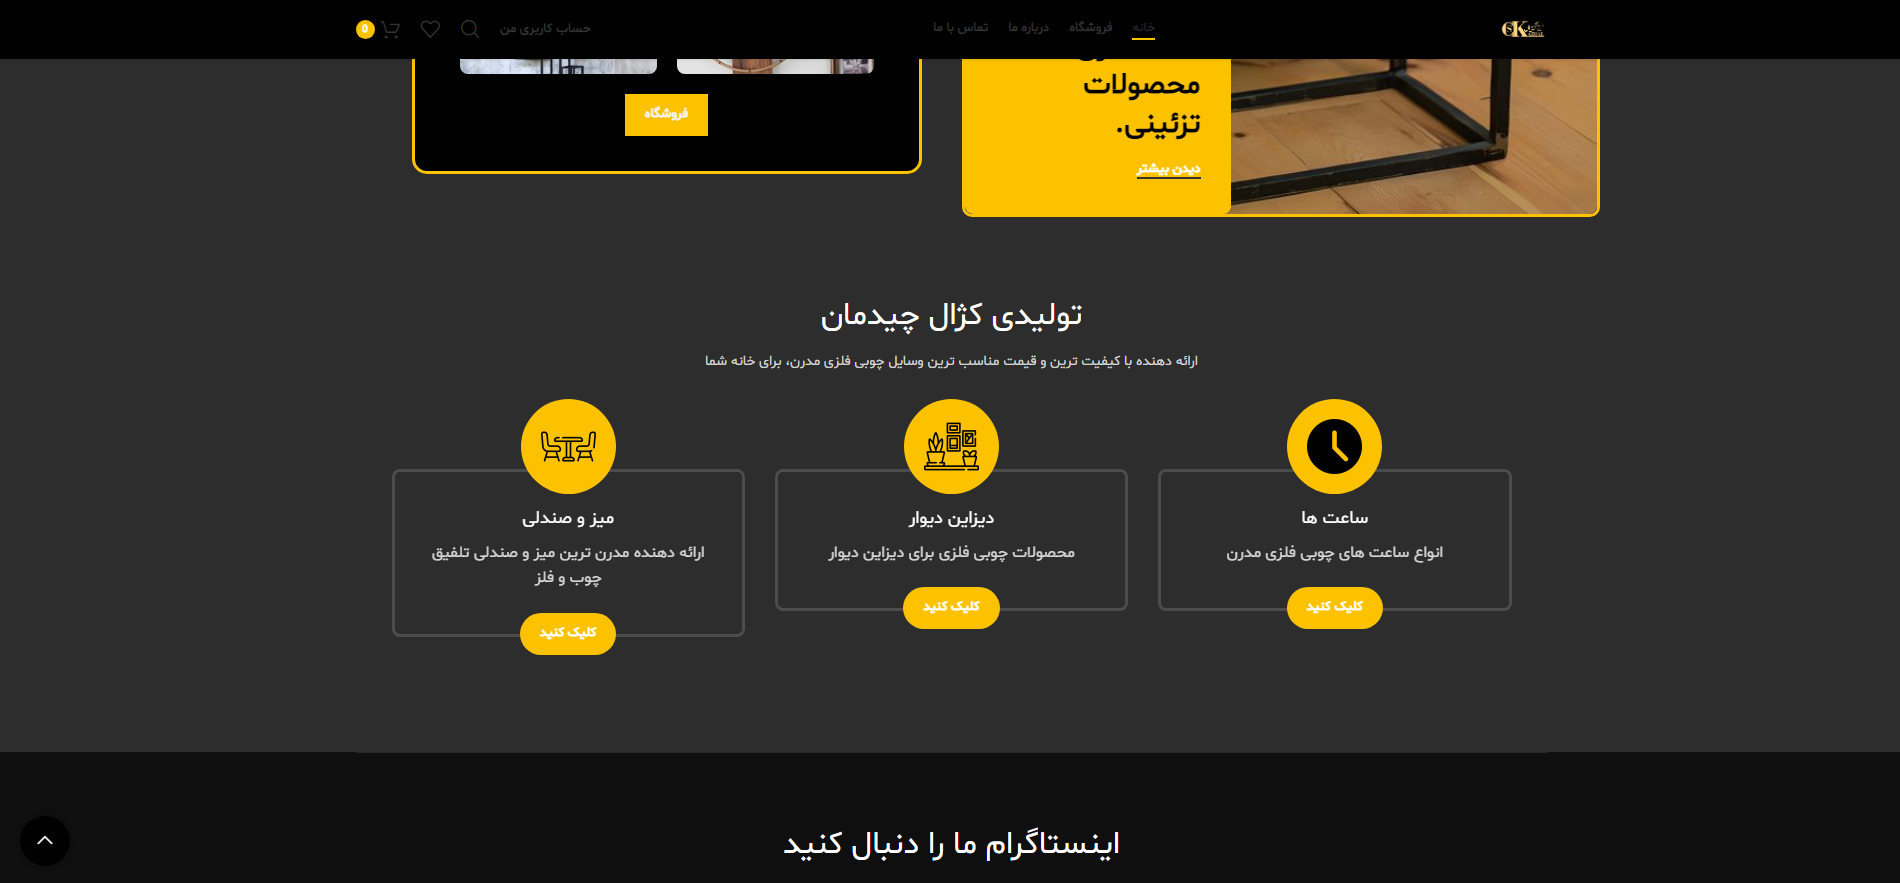 خانه
فروشگاه
درباره ما
تماس با ما
حساب کاربری من
0
محصولات
تزئینی.
دیدن بیشتر
فروشگاه
تولیدی کژال چیدمان
ارائه دهنده با کیفیت ترین و قیمت مناسب ترین وسایل چوبی فلزی مدرن، برای خانه شما
ساعت ها
انواع ساعت های چوبی فلزی مدرن
کلیک کنید
دیزاین دیوار
محصولات چوبی فلزی برای دیزاین دیوار
کلیک کنید
میز و صندلی
ارائه دهنده مدرن ترین میز و صندلی تلفیق
چوب و فلز
کلیک کنید
اینستاگرام ما را دنبال کنید